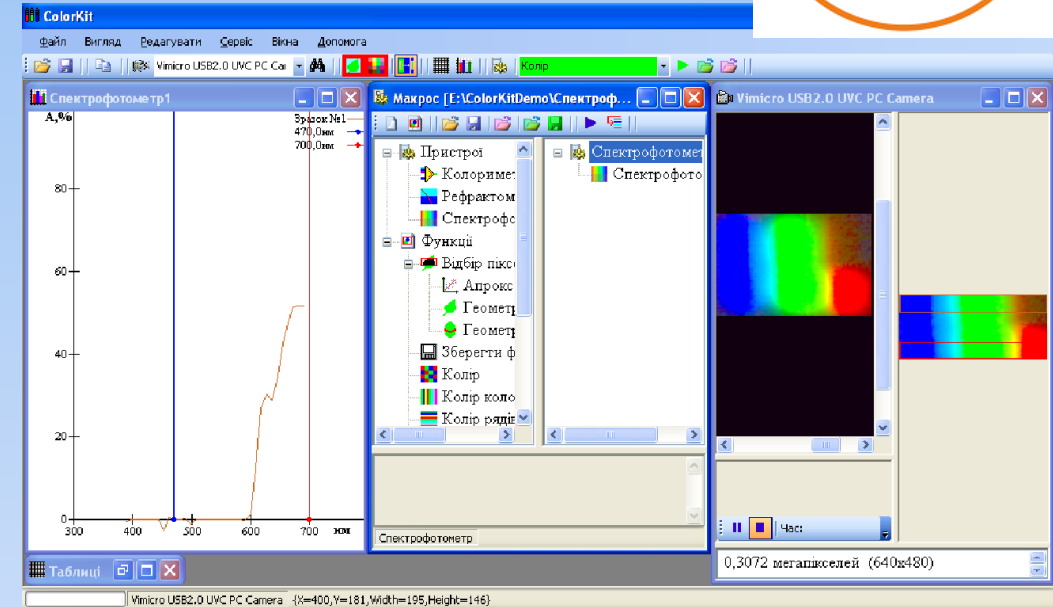 ColorKit
Файл Вигляд Редагувати Сервіс Вікна Допомога
Vimicro USB2.0 UVC PC Car
Колір
Спектрофотометр1
А,%
Зразок №1
470,0нм
700,0нм
80
60
40
20
0
300 400 500 600 700 нм
Макрос [E:\ColorKitDemo\Спектроф...
Пристрої
Колориме
Рефрактом
Спектрофо
Функції
Відбір піксе
Апрокс
Геометр
Геометр
Зберегти ф
Колір
Колір коло
Колір рядів
Спектрофотомет
Спектрофото
Спектрофотометр
Vimicro USB2.0 UVC PC Camera
Час:
0,3072 мегапікселей (640x480)
Таблиці
Vimicro USB2.0 UVC PC Camera -{X=400,Y=181,Width=195,Height=146}